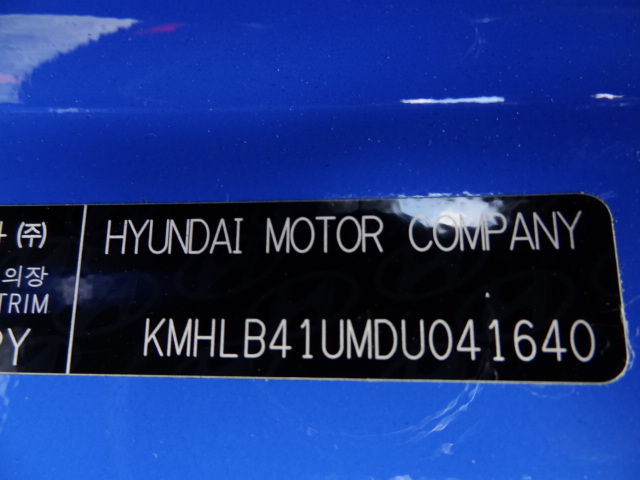 (주) HYUNDAI MOTOR COMPANY
의장
TRIM
PY KMHLB41UMDU041640